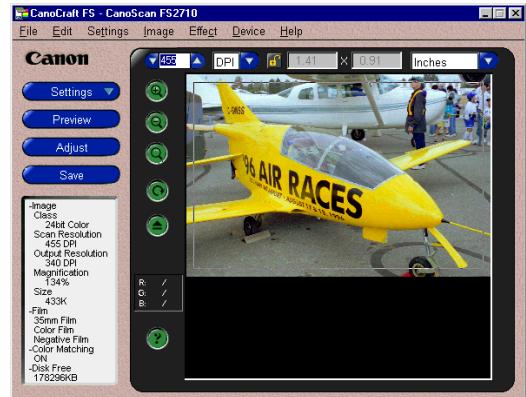 CanoCraft FS - CanoScan FS2710
File Edit Settings Image Effect Device Help
Canon
455 DPI 1.41 X 0.91 Inches
Settings
Preview
Adjust
Save
-Image
Class
24bit Color
Scan Resolution
455 DPI
Output Resolution
340 DPI
Magnification
134%
Size
433K
-Film
35mm Film
Color Film
Negative Film
-Color Matching
ON
-Disk Free
178296KB
R: /
G: /
B: /
?
'96 AIR RACES